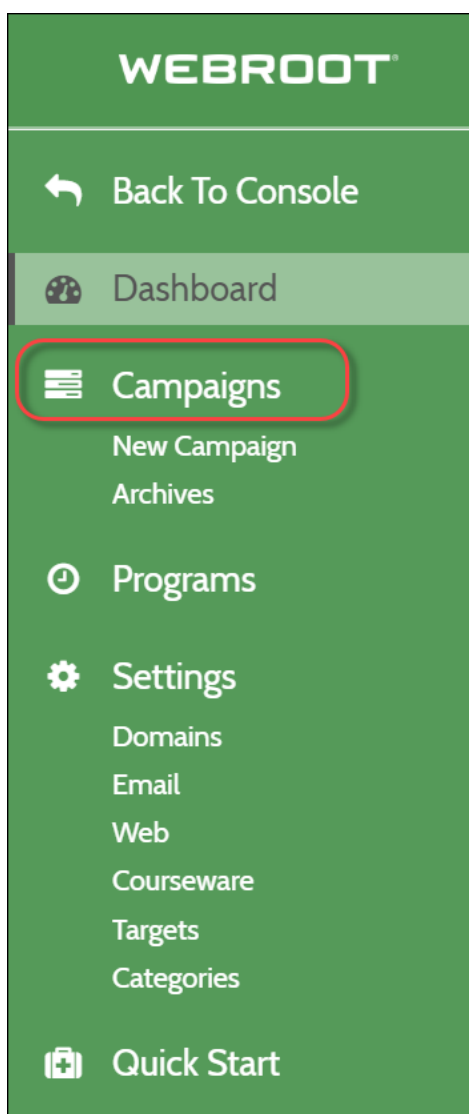 WEBROOT®
Back To Console
Dashboard
Campaigns
New Campaign
Archives
Programs
Settings
Domains
Email
Web
Courseware
Targets
Categories
Quick Start